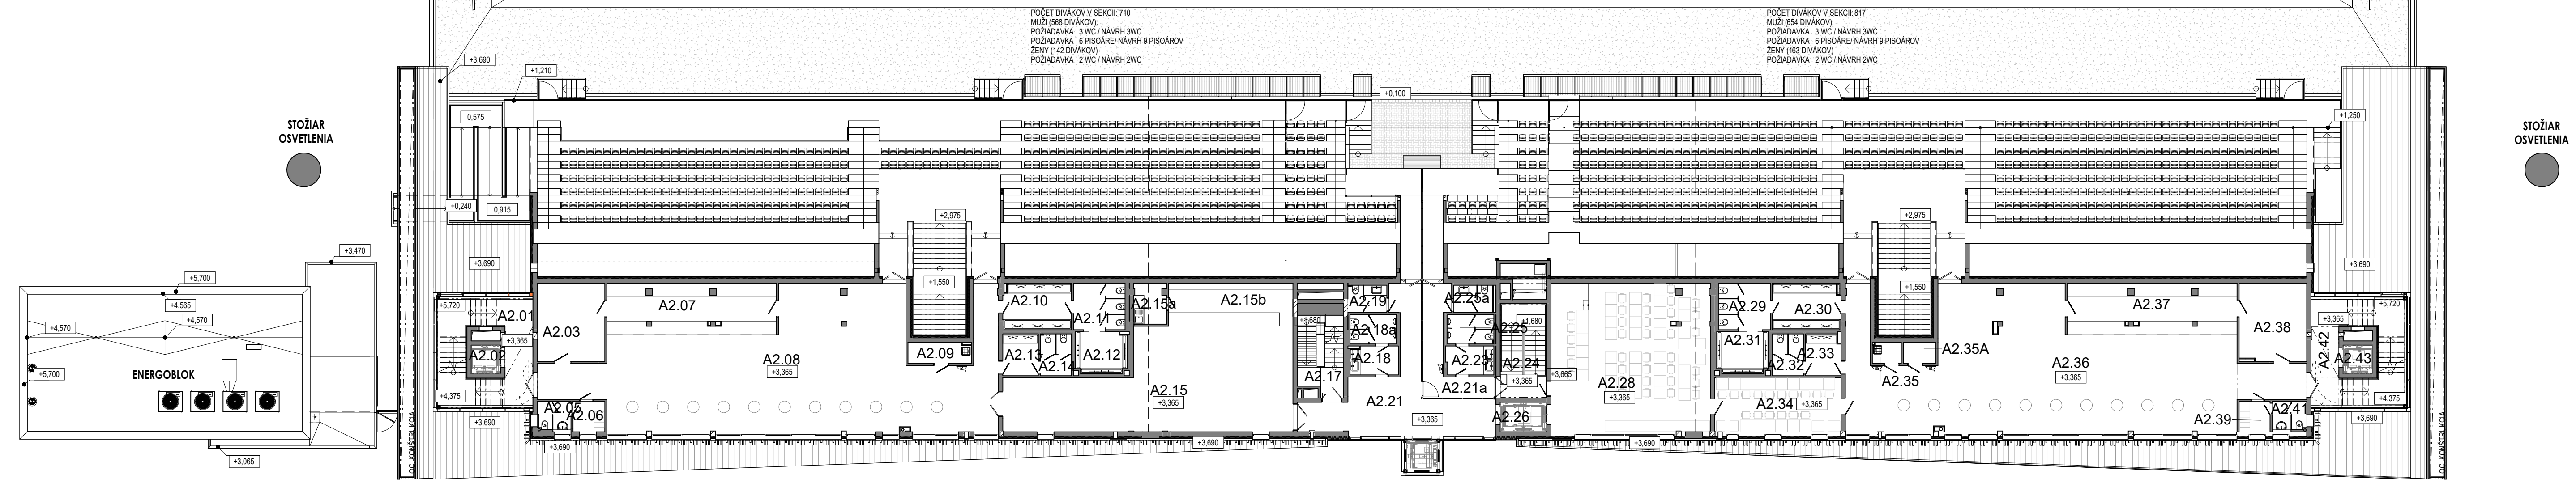 POČET DIVÁKOV V SEKCII: 710
MUŽI (568 DIVÁKOV):
POŽIADAVKA 3 WC / NÁVRH 3WC
POŽIADAVKA 6 PISOÁRE/ NÁVRH 9 PISOÁROV
ŽENY (142 DIVÁKOV)
POŽIADAVKA 2 WC / NÁVRH 2WC
POČET DIVÁKOV V SEKCII: 817
MUŽI (654 DIVÁKOV):
POŽIADAVKA 3 WC / NÁVRH 3WC
POŽIADAVKA 6 PISOÁRE/ NÁVRH 9 PISOÁROV
ŽENY (163 DIVÁKOV)
POŽIADAVKA 2 WC / NÁVRH 2WC
+3,690
+1,210
+0,100
0,575
+1,250
STOŽIAR
OSVETLENIA
STOŽIAR
OSVETLENIA
+0,240
0,915
+2,975
+2,975
+3,470
+3,690
+3,690
+5,700
+4,565
+4,570
+4,570
+5,700
ENERGOBLOK
+3,065
+5,720
A2.01
+3,365
A2.02
+4,375
+3,690
A2.03
A2.05
A2.06
+3,690
A2.07
A2.08
+3,365
+1,550
A2.09
A2.10
A2.11
A2.12
A2.13
A2.14
A2.15a
A2.15b
A2.15
+3,365
+3,690
+1,680
A2.17
A2.19
A2.18a
A2.18
A2.21
+3,365
A2.25a
A2.23
A2.21a
A2.25
+1,680
A2.24
+3,365
A2.26
+3,665
A2.28
+3,365
+3,690
A2.29
A2.30
A2.31
A2.32
A2.33
A2.34
+3,365
+1,550
A2.35A
A2.35
A2.36
+3,365
A2.37
A2.38
A2.39
A2.41
A2.42
+3,365
A2.43
+5,720
+4,375
+3,690
OC. KONŠTRUKCIA
OC. KONŠTRUKCIA